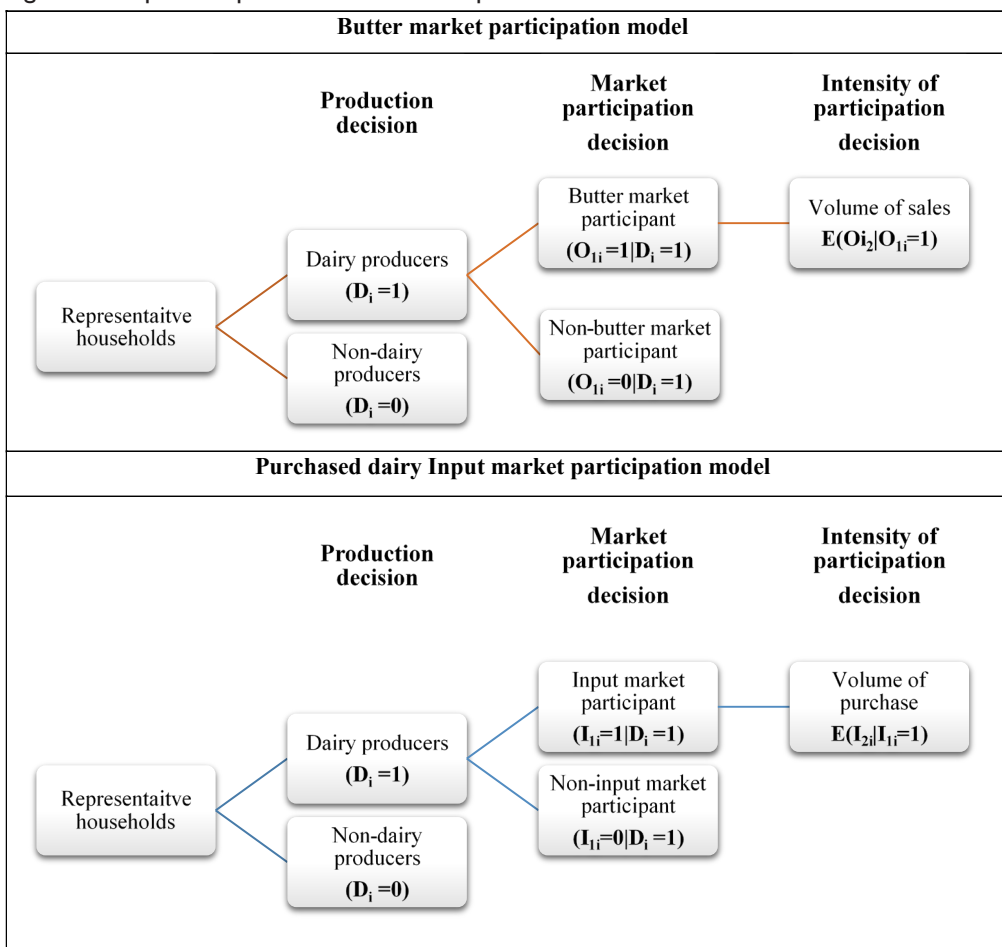 Butter market participation model
Production
decision
Market
participation
decision
Intensity of
participation
decision
Butter market
participant
(O₁ᵢ=1|Dᵢ =1)
Volume of sales
E(Oi₂|O₁ᵢ=1)
Dairy producers
(Dᵢ =1)
Representaitve
households
Non-butter market
participant
(O₁ᵢ=0|Dᵢ =1)
Non-dairy
producers
(Dᵢ =0)
Purchased dairy Input market participation model
Production
decision
Market
participation
decision
Intensity of
participation
decision
Input market
participant
(I₁ᵢ=1|Dᵢ =1)
Volume of
purchase
E(I₂ᵢ|I₁ᵢ=1)
Dairy producers
(Dᵢ =1)
Representaitve
households
Non-input market
participant
(I₁ᵢ=0|Dᵢ =1)
Non-dairy
producers
(Dᵢ =0)